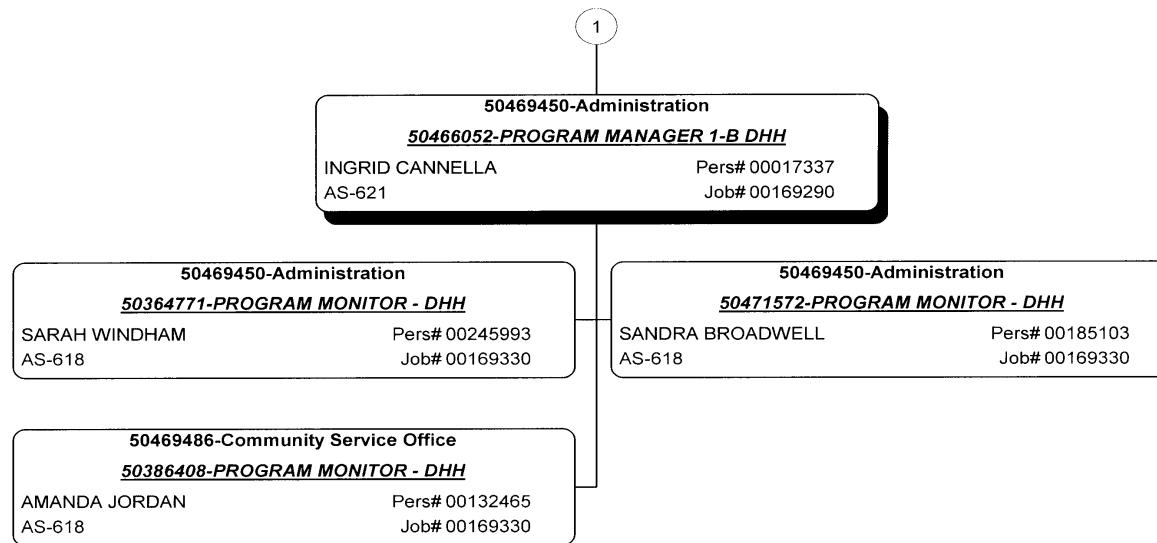 1
50469450-Administration
50466052-PROGRAM MANAGER 1-B DHH
INGRID CANNELLA Pers# 00017337
AS-621 Job# 00169290
50469450-Administration
50364771-PROGRAM MONITOR - DHH
SARAH WINDHAM Pers# 00245993
AS-618 Job# 00169330
50469450-Administration
50471572-PROGRAM MONITOR - DHH
SANDRA BROADWELL Pers# 00185103
AS-618 Job# 00169330
50469486-Community Service Office
50386408-PROGRAM MONITOR - DHH
AMANDA JORDAN Pers# 00132465
AS-618 Job# 00169330